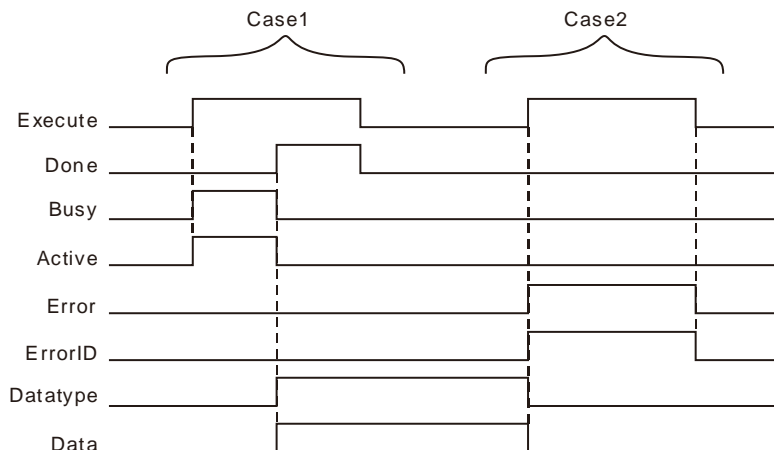 Case1 Case2
Execute
Done
Busy
Active
Error
ErrorID
Datatype
Data